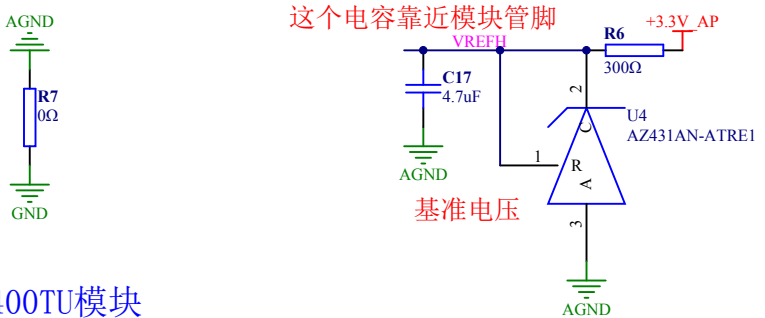 AGND
R7
0Ω
GND
这个电容靠近模块管脚
VREFH
C17
4.7uF
AGND
R6
300Ω
+3.3V_AP
2
C
U4
AZ431AN-ATRE1
1
R
A
3
AGND
基准电压
400TU模块